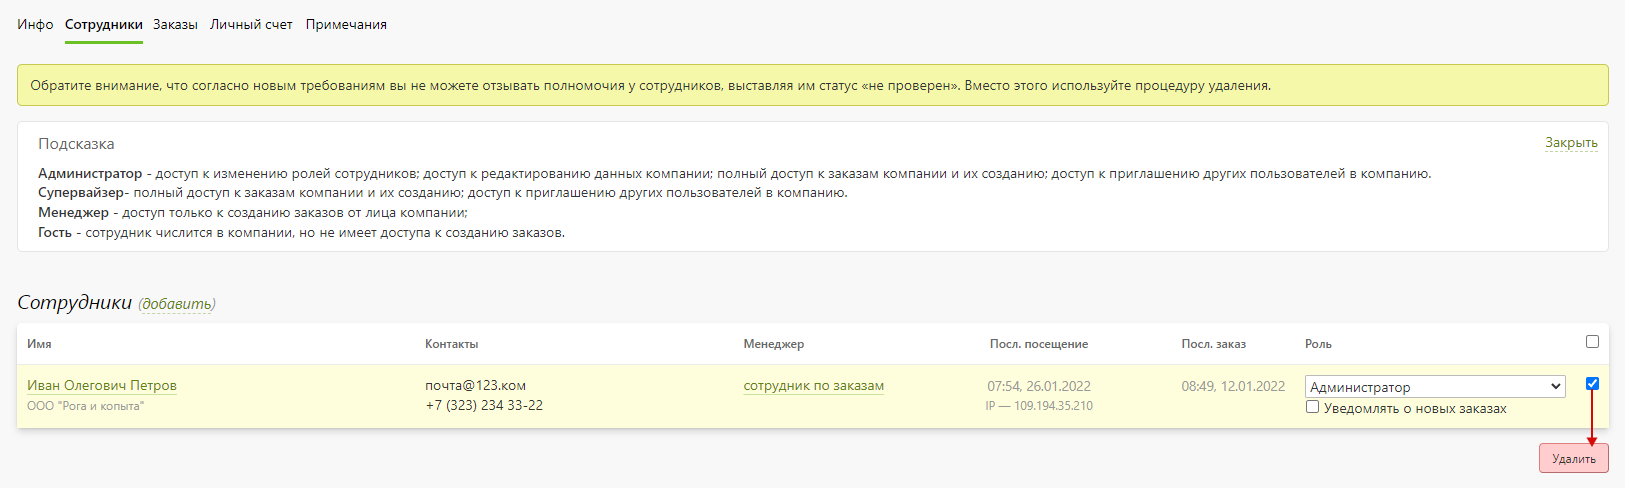 Инфо Сотрудники Заказы Личный счет Примечания
Обратите внимание, что согласно новым требованиям вы не можете отзывать полномочия у сотрудников, выставляя им статус «не проверен». Вместо этого используйте процедуру удаления.
Подсказка Закрыть
Администратор - доступ к изменению ролей сотрудников; доступ к редактированию данных компании; полный доступ к заказам компании и их созданию; доступ к приглашению других пользователей в компанию.
Супервайзер- полный доступ к заказам компании и их созданию; доступ к приглашению других пользователей в компанию.
Менеджер - доступ только к созданию заказов от лица компании;
Гость - сотрудник числится в компании, но не имеет доступа к созданию заказов.
Сотрудники (добавить)
Имя Контакты Менеджер Посл. посещение Посл. заказ Роль
Иван Олегович Петров почта@123.ком сотрудник по заказам 07:54, 26.01.2022 08:49, 12.01.2022 Администратор
ООО "Рога и копыта" +7 (323) 234 33-22 IP — 109.194.35.210 Уведомлять о новых заказах
Удалить